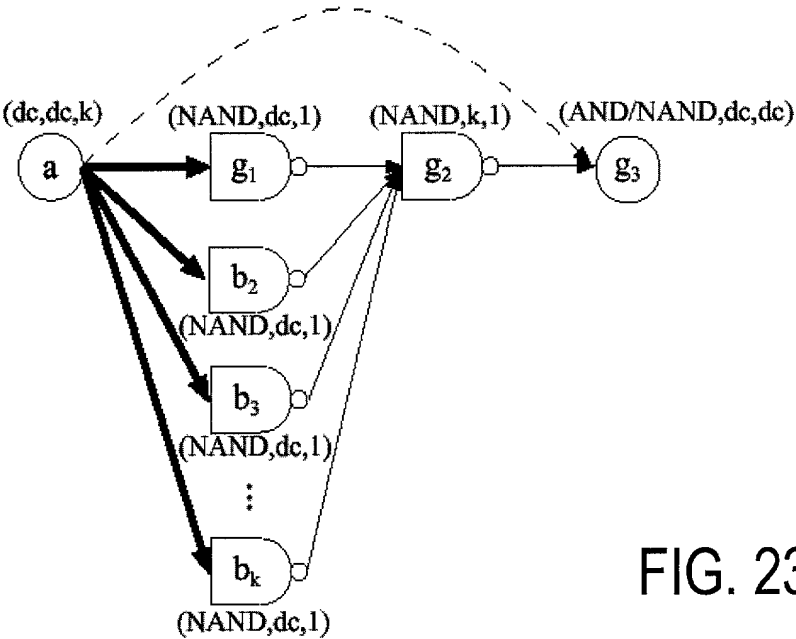 (dc,dc,k) (NAND,dc,1) (NAND,k,1) (AND/NAND,dc,dc)
a g₁ g₂ g₃
b₂
(NAND,dc,1)
b₃
(NAND,dc,1)
⋮
bₖ
(NAND,dc,1)
FIG. 23